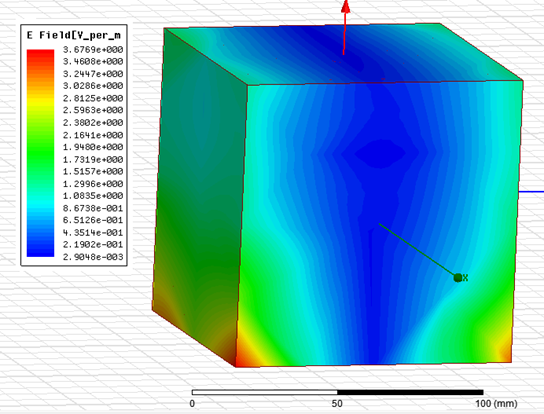 E Field[V_per_m
3.6769e+000
3.4608e+000
3.2447e+000
3.0286e+000
2.8125e+000
2.5963e+000
2.3802e+000
2.1641e+000
1.9480e+000
1.7319e+000
1.5157e+000
1.2996e+000
1.0835e+000
8.6738e-001
6.5126e-001
4.3514e-001
2.1902e-001
2.9048e-003
X
0 50 100 (mm)